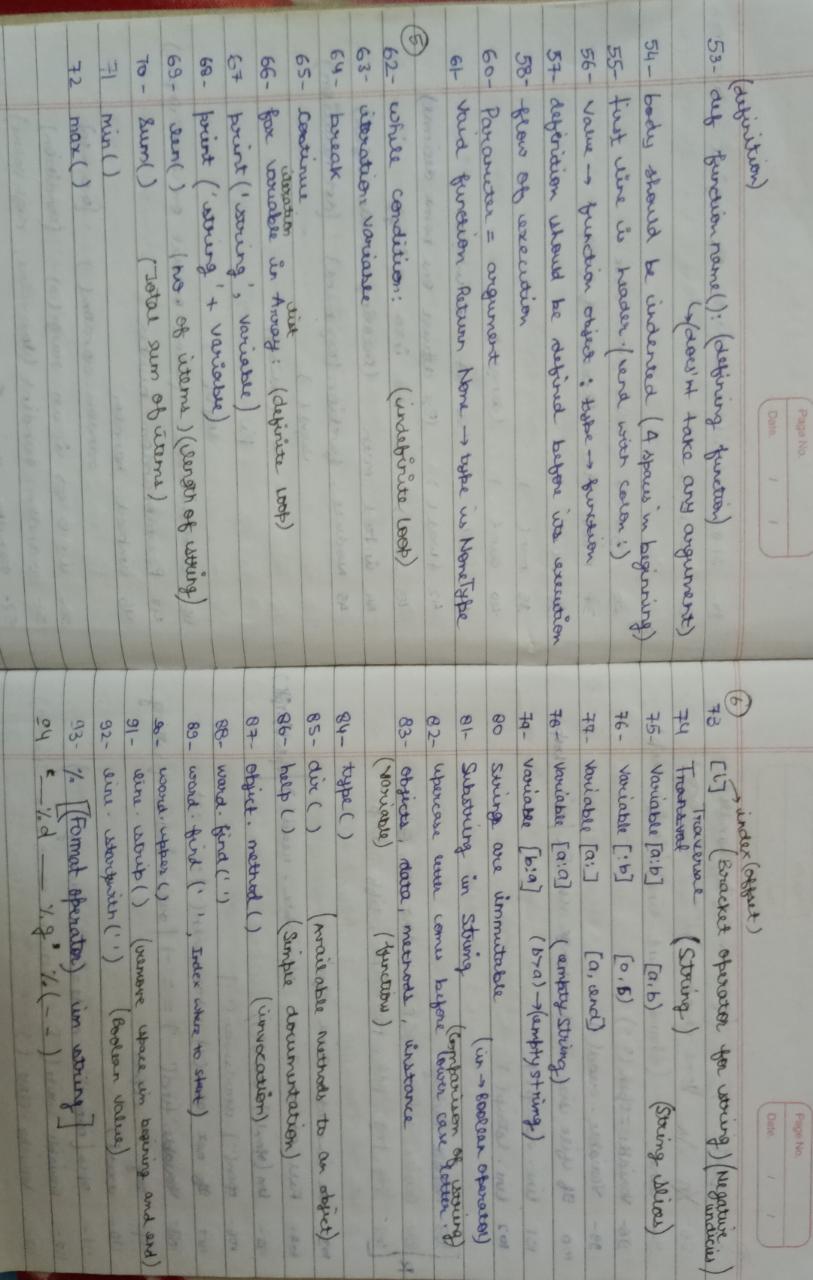 Page No.
Date
(definition)
53- def functionname(): (defining function)
↳(does'nt take any argument)
54- body should be indented (4 spaces in beginning)
55- first line is header. (end with colon:)
56- value → function object ; type → function
57- definition should be defined before its execution
58- flow of execution
60- Parameter = argument
61- Void function Return None → type is NoneType
5
62- while condition: (indefinite loop)
63- iteration variable
64- break
65- continue
iteration list
66- for variable in Array: (definite loop)
67 print ('string', variable)
68- print ('string' + variable)
69- len() (no. of items) (length of string)
70- Sum() (Total sum of items)
71 min()
72 max()
Page No.
Date
6
→ index (offset)
73 [i] (Bracket operator for string) (Negative indicies)
Traverse
74 (String)
75- Variable [a:b] [a,b) (String slices)
76- variable [:b] [0,b)
77- variable [a:] [a,end]
78- variable [a:a] (empty string)
79- variable [b:a] (b>a) → (empty string)
80 Strings are immutable
81- Substring in String (in → Boolean operator)
82- upercase letter comes before lower case letter. (Comparison of string)
83- objects, data, methods, instance
(variable) (function)
84- type()
85- dir() (Available methods to an object)
86- help() (Simple documentation)
87- object. method() (invocation)
88- word. find(' ')
89- word. find (' ', Index where to start)
90- word. upper()
91- line. strip() (remove space in begining and end)
92- line. startwith(' ') (Boolean value)
93- % [(Format operator) in string]
94 '__ %d __ %g' %(- -)